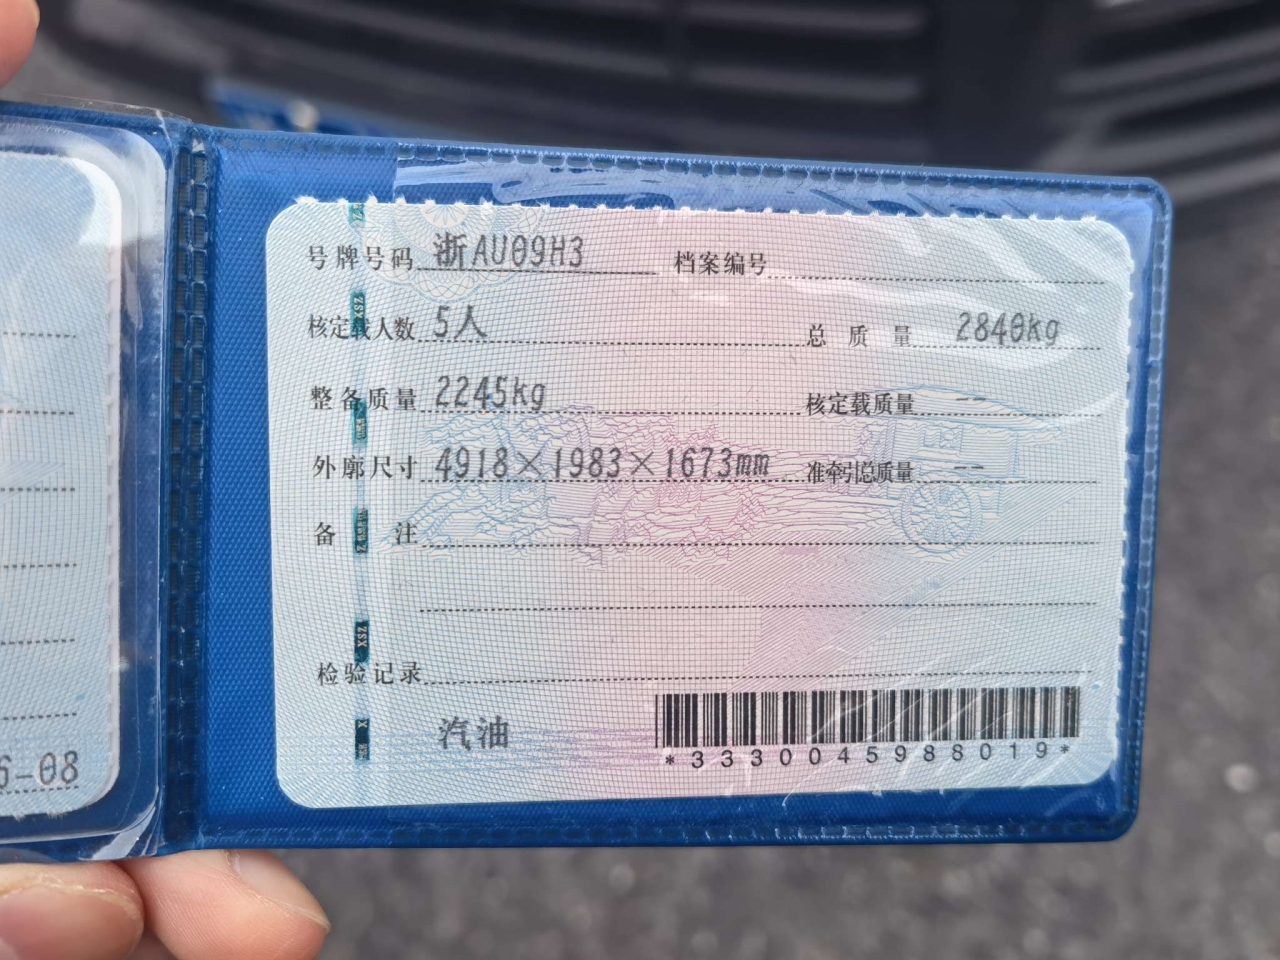 号牌号码 浙AU09H3 档案编号
核定载人数 5人 总质量 2840kg
整备质量 2245kg 核定载质量 --
外廓尺寸 4918×1983×1673mm 准牵引总质量 --
备注
检验记录
汽油
*3330045988019*
6-08